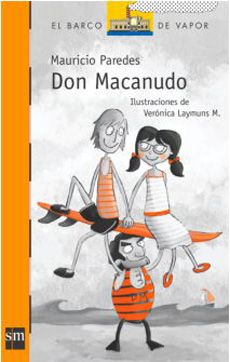 EL BARCO DE VAPOR
Mauricio Paredes
Don Macanudo
Ilustraciones de
Verónica Laymuns M.
sm